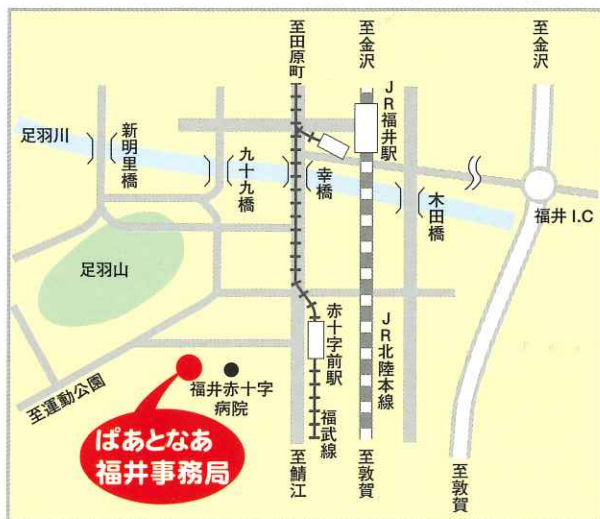 至田原町
至金沢
至金沢
JR福井駅
足羽川
新明里橋
九十九橋
幸橋
木田橋
福井 I.C
足羽山
赤十字前駅
JR北陸本線
至運動公園
福井赤十字
病院
福武線
ぱあとなあ
福井事務局
至鯖江
至敦賀
至敦賀